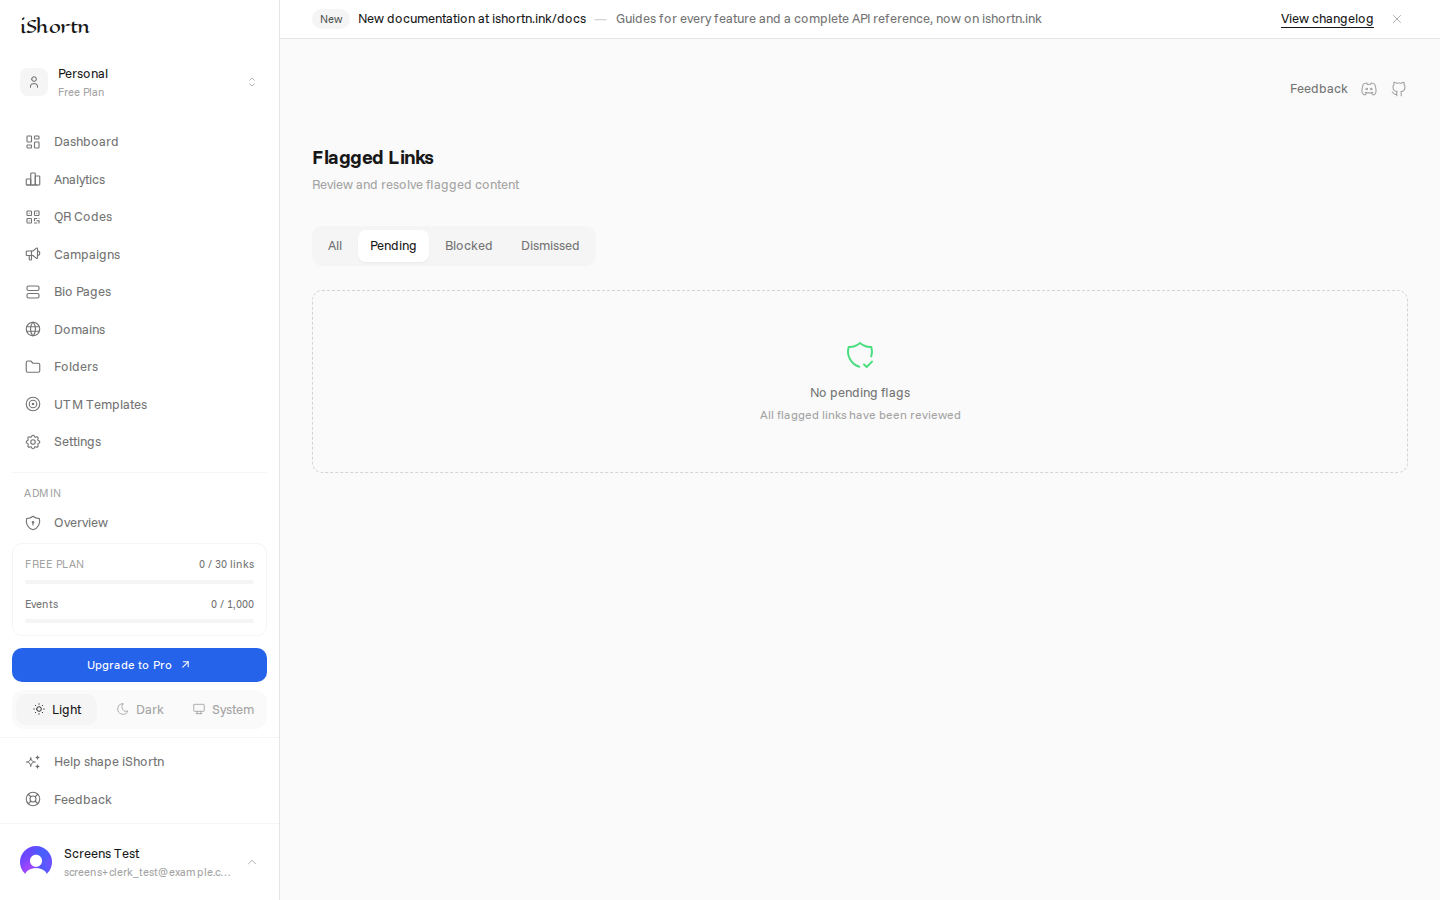 iShortn
Personal
Free Plan
Dashboard
Analytics
QR Codes
Campaigns
Bio Pages
Domains
Folders
UTM Templates
Settings
ADMIN
Overview
FREE PLAN 0 / 30 links
Events 0 / 1,000
Upgrade to Pro
Light Dark System
Help shape iShortn
Feedback
Screens Test
screens+clerk_test@example.c...
New New documentation at ishortn.ink/docs — Guides for every feature and a complete API reference, now on ishortn.ink View changelog
Feedback
Flagged Links
Review and resolve flagged content
All Pending Blocked Dismissed
No pending flags
All flagged links have been reviewed